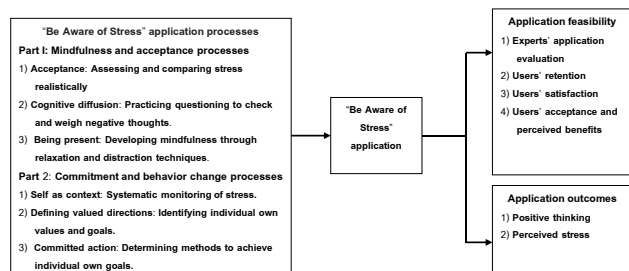 "Be Aware of Stress" application processes
Part I: Mindfulness and acceptance processes
1) Acceptance: Assessing and comparing stress
realistically
2) Cognitive diffusion: Practicing questioning to check
and weigh negative thoughts.
3) Being present: Developing mindfulness through
relaxation and distraction techniques.
Part 2: Commitment and behavior change processes
1) Self as context: Systematic monitoring of stress.
2) Defining valued directions: Identifying individual own
values and goals.
3) Committed action: Determining methods to achieve
individual own goals.
"Be Aware of
Stress"
application
Application feasibility
1) Experts' application
evaluation
2) Users' retention
3) Users' satisfaction
4) Users' acceptance and
perceived benefits
Application outcomes
1) Positive thinking
2) Perceived stress